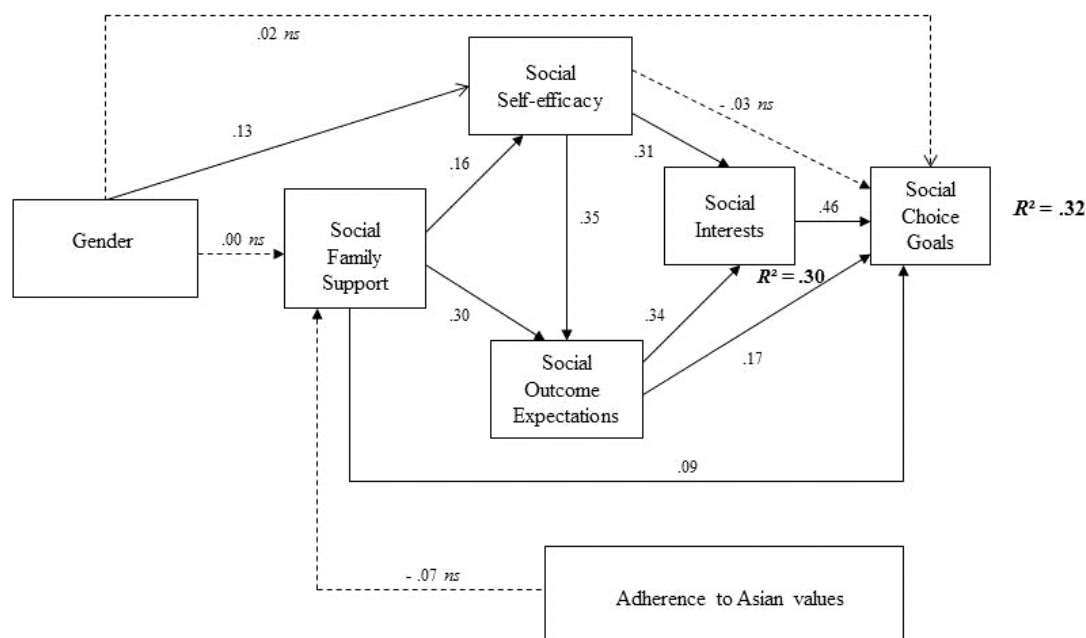 .02 ns
Social
Self-efficacy
- .03 ns
.13
.16
.31
Gender
.00 ns
Social
Family
Support
.35
Social
Interests
.46
Social
Choice
Goals
R² = .32
R² = .30
.30
.34
.17
Social
Outcome
Expectations
.09
- .07 ns
Adherence to Asian values